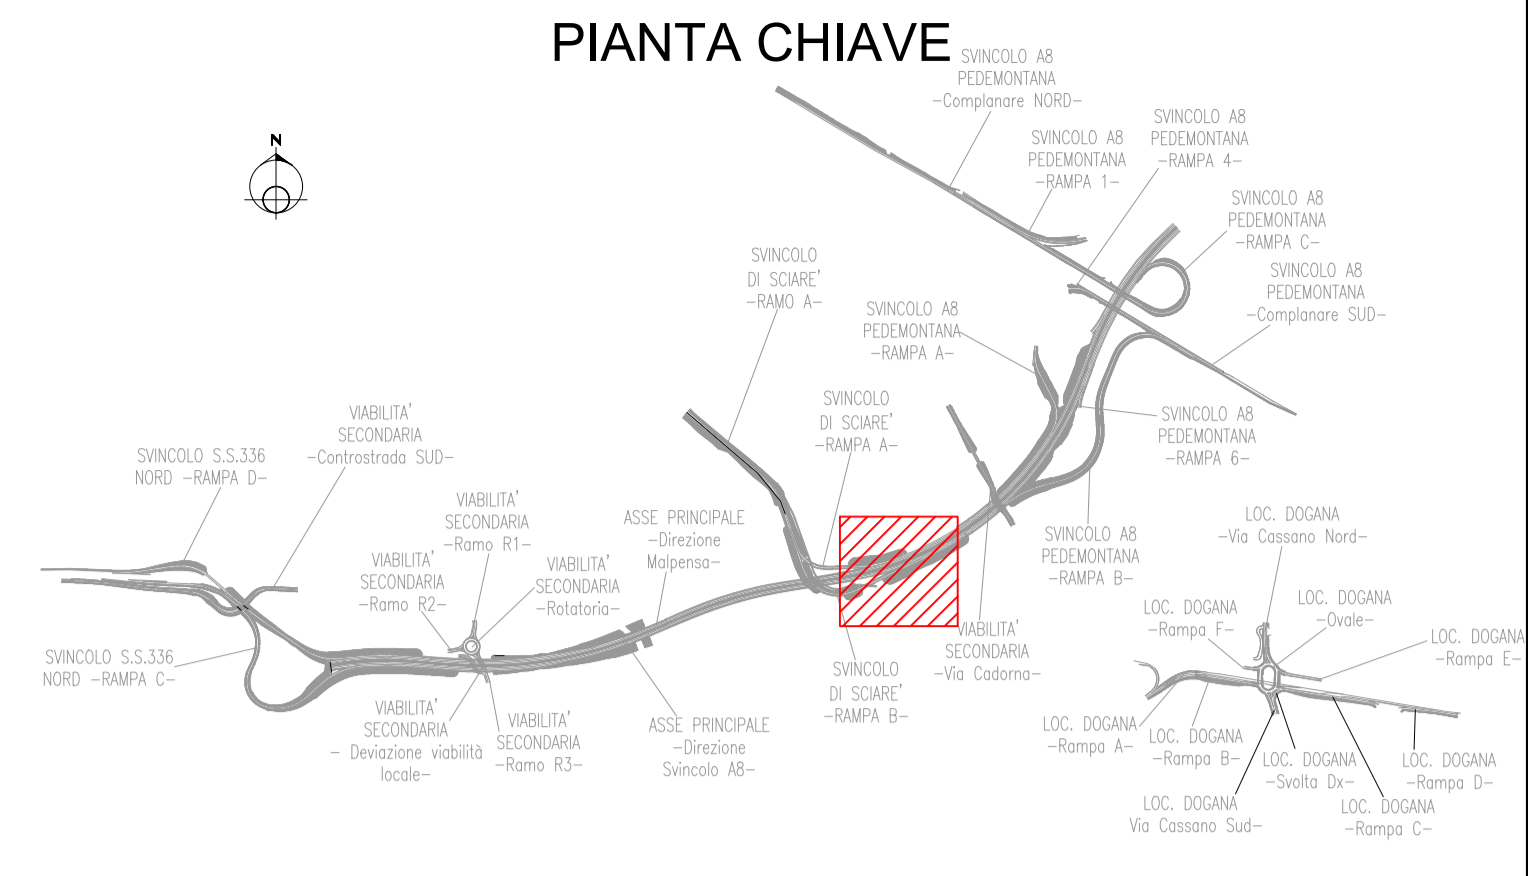 PIANTA CHIAVE
N
SVINCOLO A8
PEDEMONTANA
-Complanare NORD-
SVINCOLO A8
PEDEMONTANA
-RAMPA 1-
SVINCOLO A8
PEDEMONTANA
-RAMPA 4-
SVINCOLO A8
PEDEMONTANA
-RAMPA C-
SVINCOLO A8
PEDEMONTANA
-Complanare SUD-
SVINCOLO
DI SCIARE'
-RAMO A-
SVINCOLO A8
PEDEMONTANA
-RAMPA A-
SVINCOLO
DI SCIARE'
-RAMPA A-
SVINCOLO A8
PEDEMONTANA
-RAMPA 6-
VIABILITA'
SECONDARIA
-Controstrada SUD-
SVINCOLO S.S.336
NORD -RAMPA D-
VIABILITA'
SECONDARIA
-Ramo R1-
ASSE PRINCIPALE
-Direzione
Malpensa-
VIABILITA'
SECONDARIA
-Ramo R2-
VIABILITA'
SECONDARIA
-Rotatoria-
SVINCOLO A8
PEDEMONTANA
-RAMPA B-
LOC. DOGANA
-Via Cassano Nord-
LOC. DOGANA
-Rampa F-
LOC. DOGANA
-Ovale-
LOC. DOGANA
-Rampa E-
VIABILITA'
SECONDARIA
-Via Cadorna-
SVINCOLO S.S.336
NORD -RAMPA C-
SVINCOLO
DI SCIARE'
-RAMPA B-
VIABILITA'
SECONDARIA
- Deviazione viabilità
locale-
VIABILITA'
SECONDARIA
-Ramo R3-
ASSE PRINCIPALE
-Direzione
Svincolo A8-
LOC. DOGANA
-Rampa A-
LOC. DOGANA
-Rampa B-
LOC. DOGANA
-Svolta Dx-
LOC. DOGANA
-Rampa D-
LOC. DOGANA
Via Cassano Sud-
LOC. DOGANA
-Rampa C-